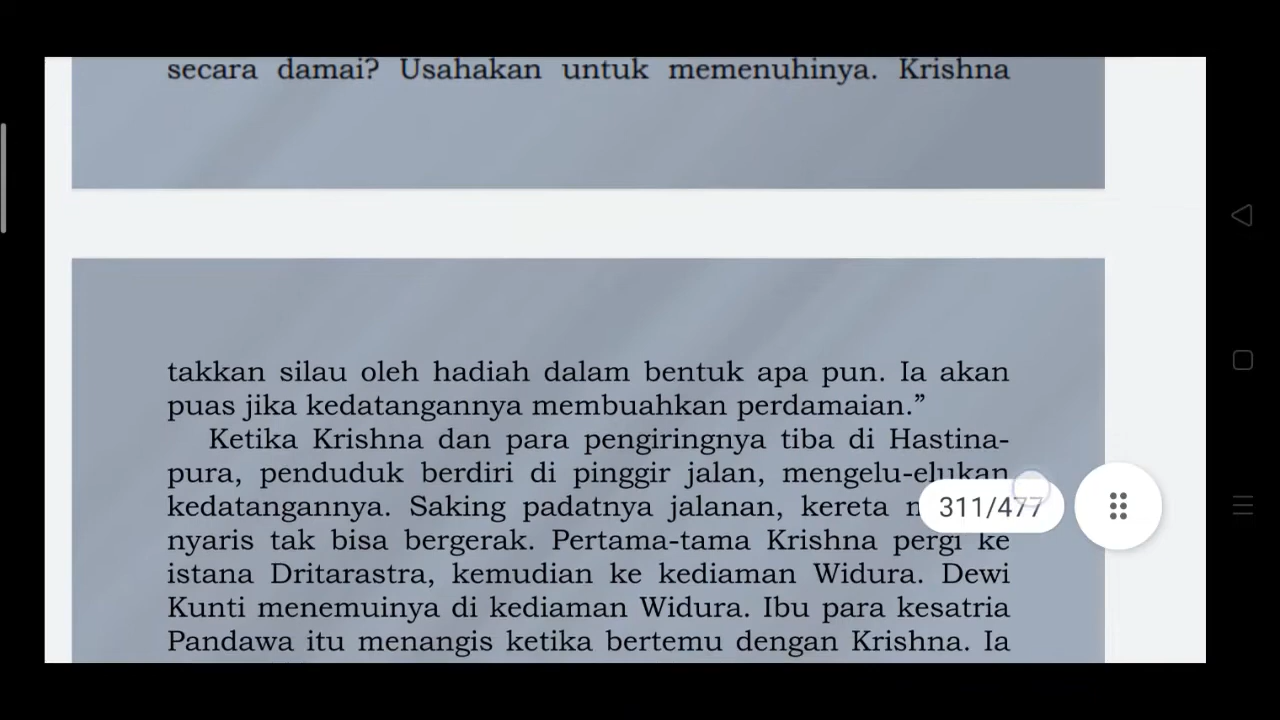 secara damai? Usahakan untuk memenuhinya. Krishna
takkan silau oleh hadiah dalam bentuk apa pun. Ia akan
puas jika kedatangannya membuahkan perdamaian.”
Ketika Krishna dan para pengiringnya tiba di Hastina-
pura, penduduk berdiri di pinggir jalan, mengelu-elukan
kedatangannya. Saking padatnya jalanan, kereta
311/477
nyaris tak bisa bergerak. Pertama-tama Krishna pergi ke
istana Dritarastra, kemudian ke kediaman Widura. Dewi
Kunti menemuinya di kediaman Widura. Ibu para kesatria
Pandawa itu menangis ketika bertemu dengan Krishna. Ia